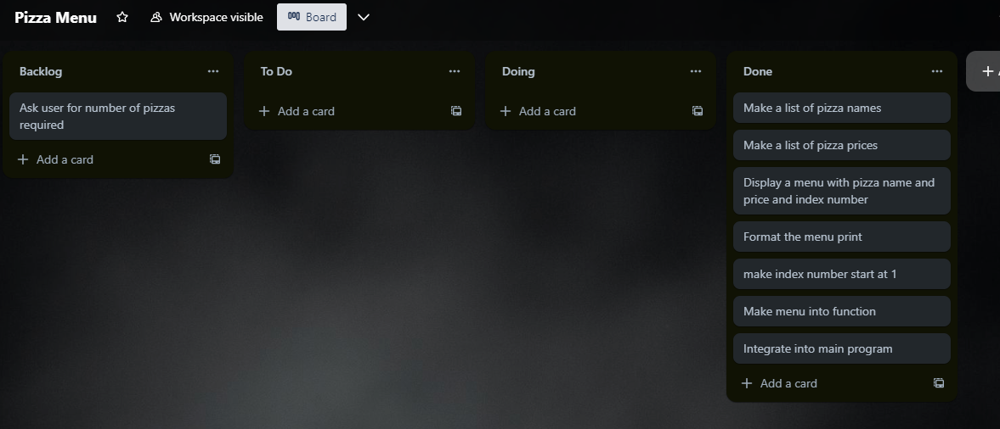 Pizza Menu
Workspace visible
Board
Backlog
Ask user for number of pizzas
required
+ Add a card
To Do
+ Add a card
Doing
+ Add a card
Done
Make a list of pizza names
Make a list of pizza prices
Display a menu with pizza name and
price and index number
Format the menu print
make index number start at 1
Make menu into function
Integrate into main program
+ Add a card